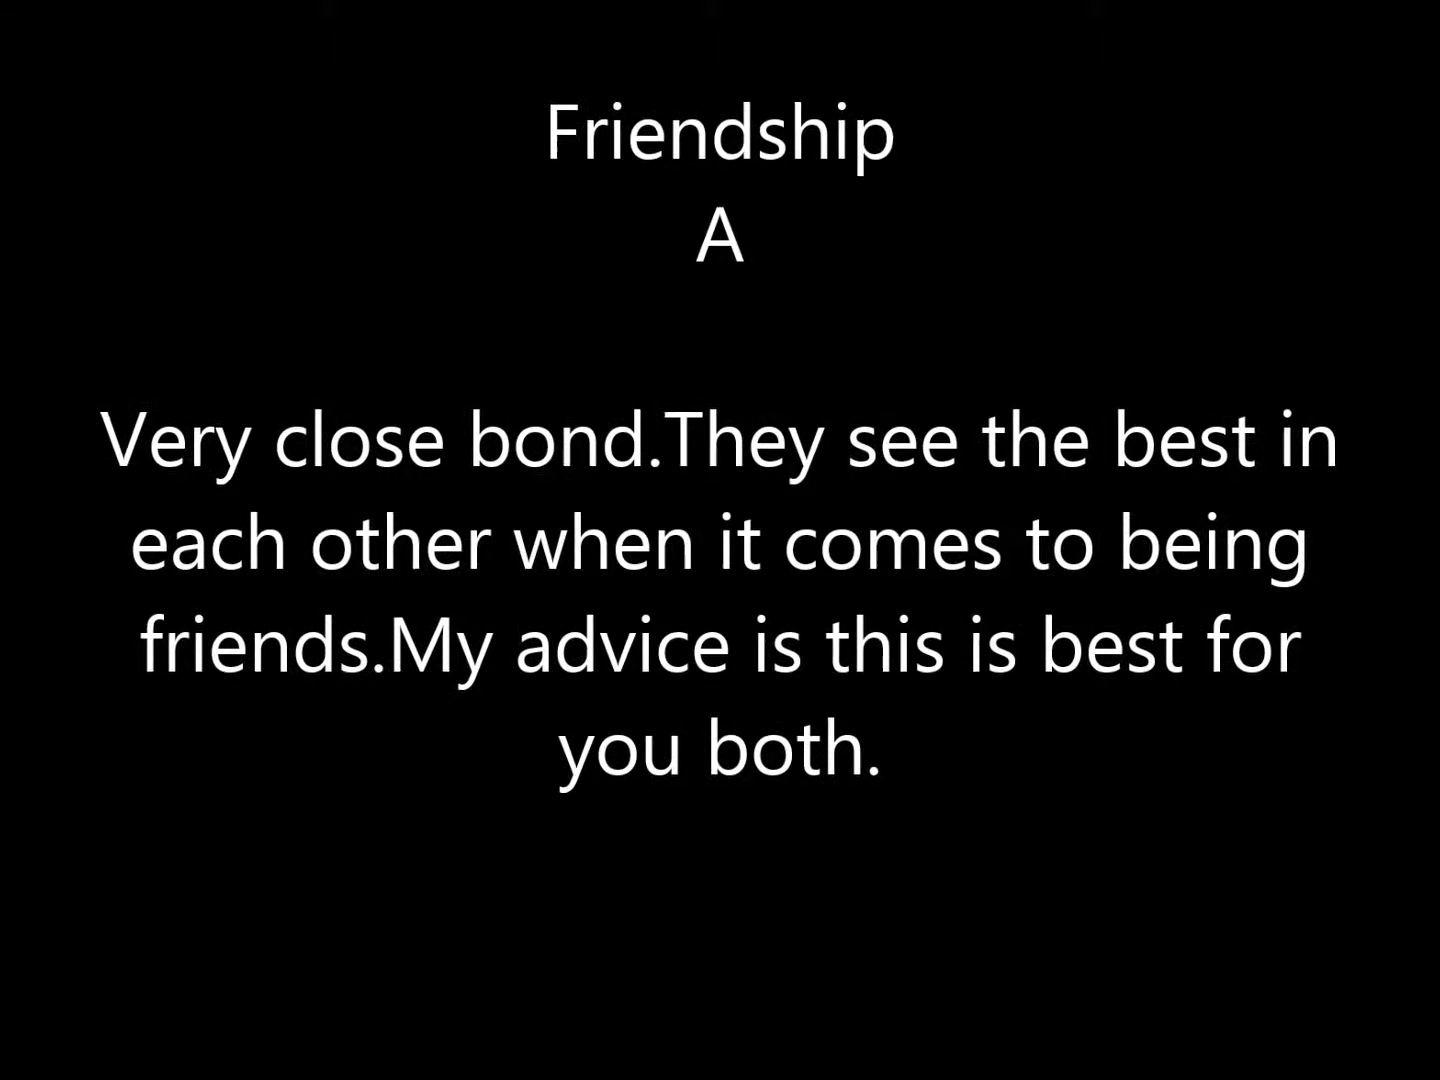 Friendship
A
Very close bond.They see the best in
each other when it comes to being
friends.My advice is this is best for
you both.